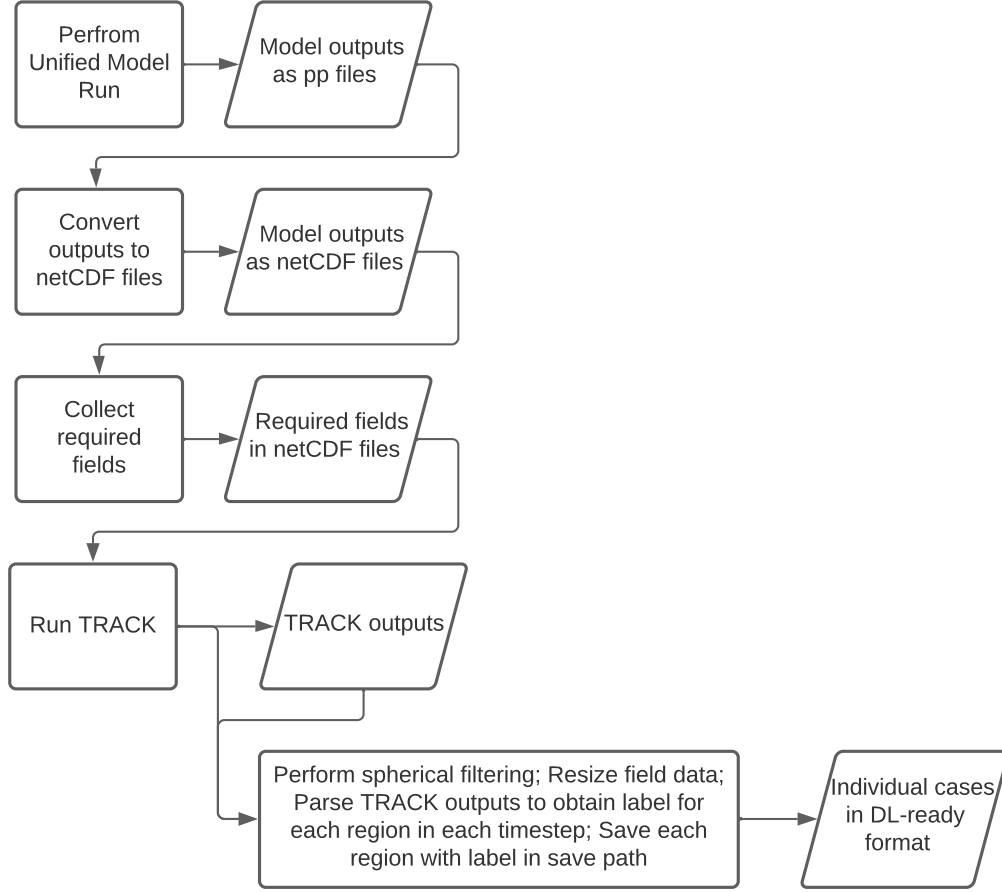 Perfrom
Unified Model
Run
Model outputs
as pp files
Convert
outputs to
netCDF files
Model outputs
as netCDF files
Collect
required
fields
Required fields
in netCDF files
Run TRACK
TRACK outputs
Perform spherical filtering; Resize field data;
Parse TRACK outputs to obtain label for
each region in each timestep; Save each
region with label in save path
Individual cases
in DL-ready
format